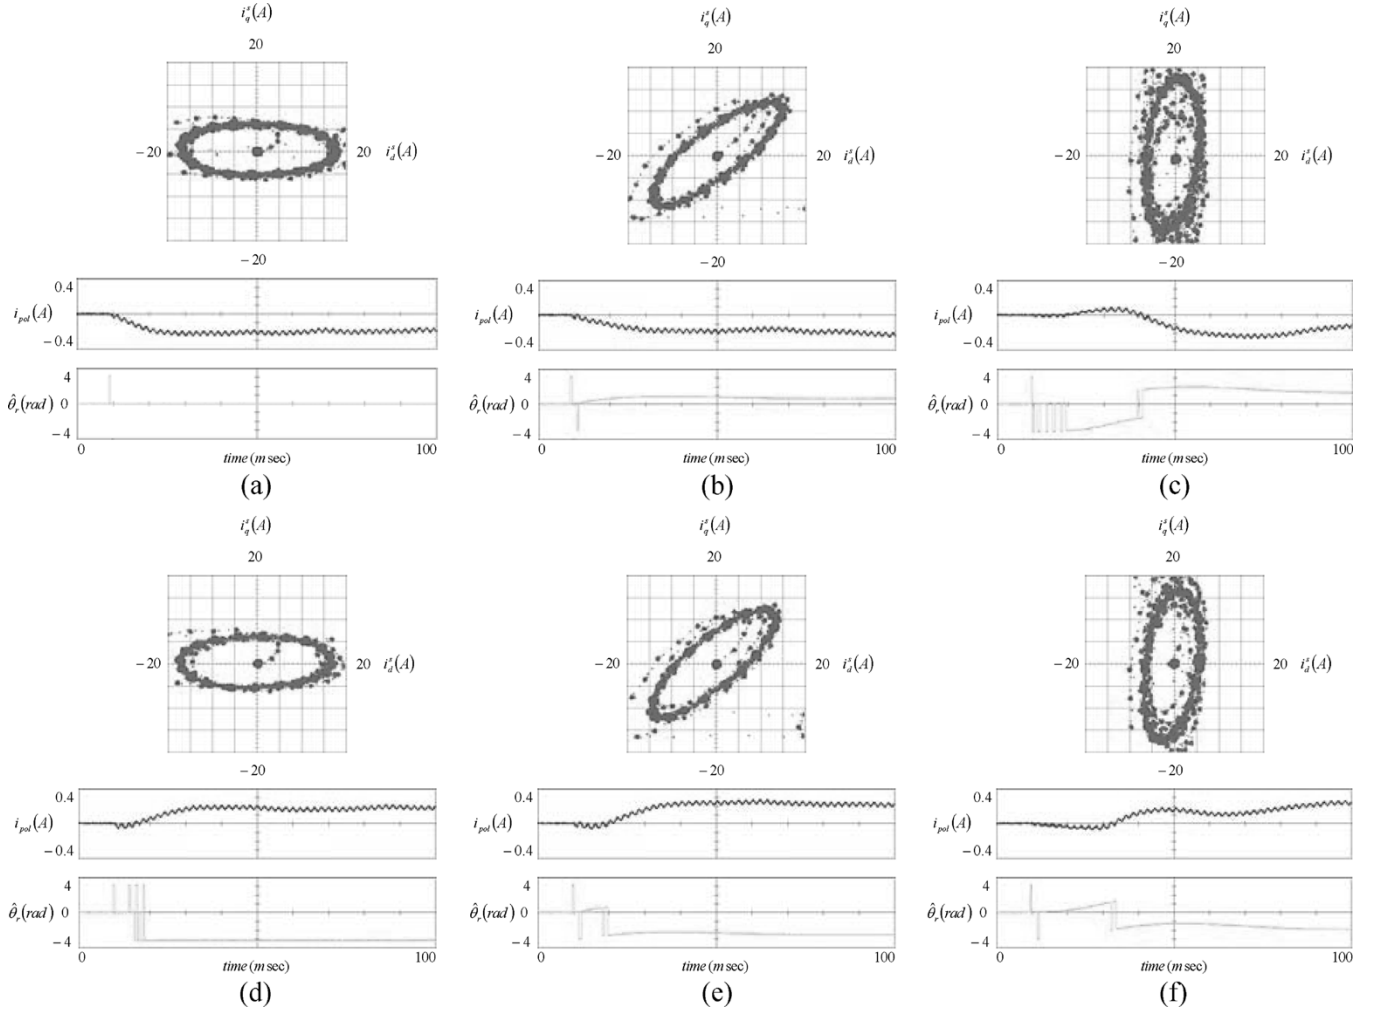 i_q^s(A) i_q^s(A) i_q^s(A)
20 20 20
−20 20 i_d^s(A) −20 20 i_d^s(A) −20 20 i_d^s(A)
−20 −20 −20
0.4 0.4 0.4
i_pol(A) i_pol(A) i_pol(A)
−0.4 −0.4 −0.4
4 4 4
θ̂_r(rad) 0 θ̂_r(rad) 0 θ̂_r(rad) 0
−4 −4 −4
0 100 0 100 0 100
time(msec) time(msec) time(msec)
(a) (b) (c)
i_q^s(A) i_q^s(A) i_q^s(A)
20 20 20
−20 20 i_d^s(A) −20 20 i_d^s(A) −20 20 i_d^s(A)
−20 −20 −20
0.4 0.4 0.4
i_pol(A) i_pol(A) i_pol(A)
−0.4 −0.4 −0.4
4 4 4
θ̂_r(rad) 0 θ̂_r(rad) 0 θ̂_r(rad) 0
−4 −4 −4
0 100 0 100 0 100
time(msec) time(msec) time(msec)
(d) (e) (f)